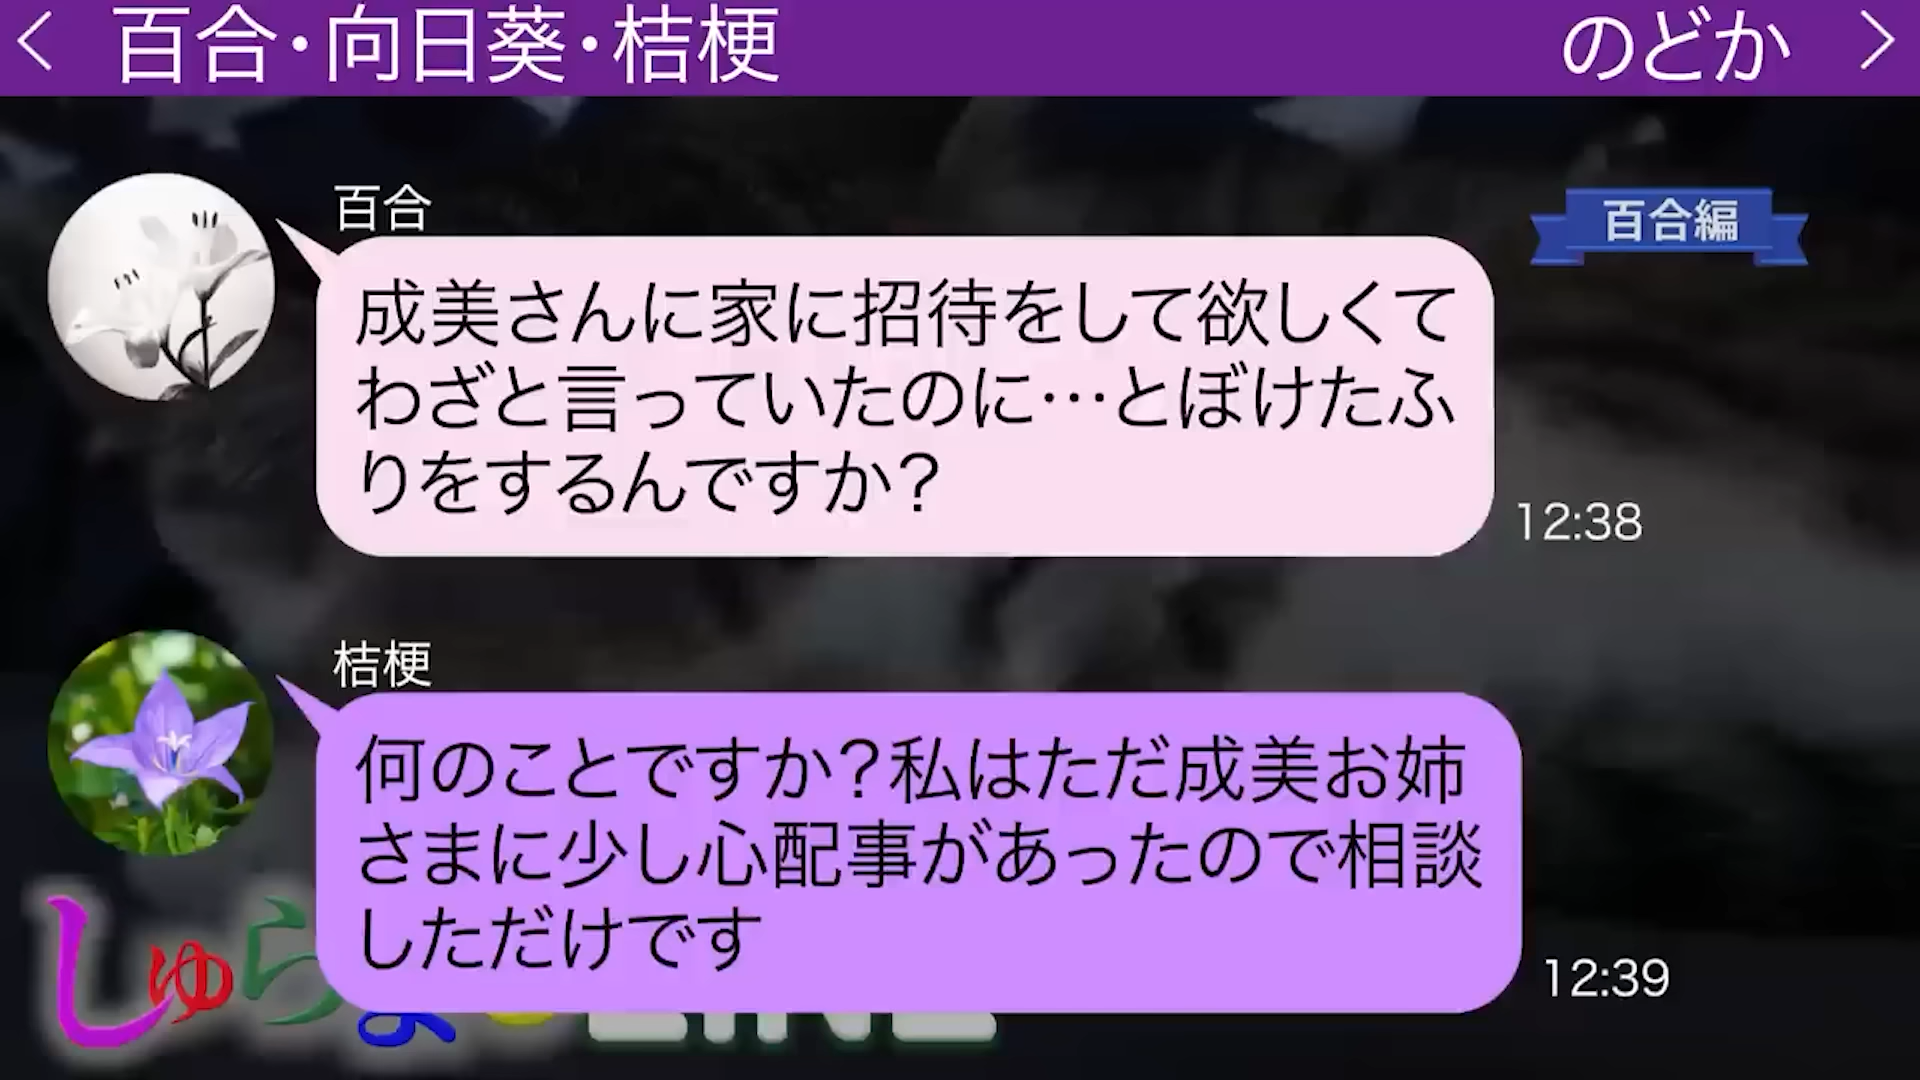 百合・向日葵・桔梗
のどか
百合
百合編
成美さんに家に招待をして欲しくて
わざと言っていたのに…とぼけたふ
りをするんですか？
12:38
桔梗
何のことですか？私はただ成美お姉
さまに少し心配事があったので相談
しただけです
12:39
しゅら
LINE